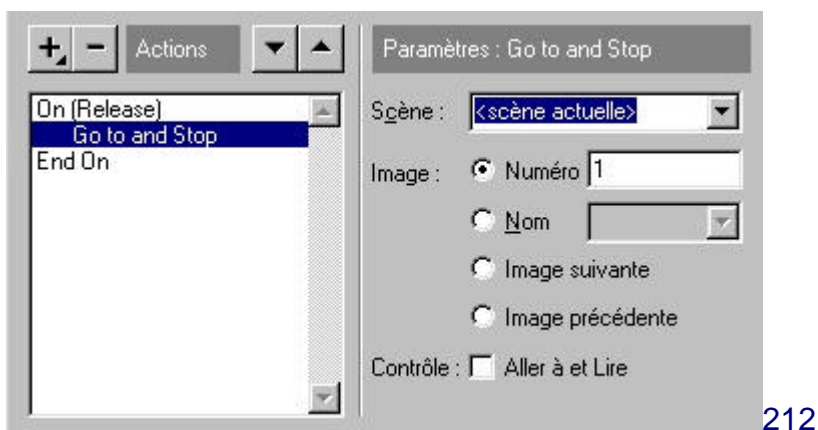 Actions
On (Release)
Go to and Stop
End On
Paramètres : Go to and Stop
Scène : <scène actuelle>
Image : Numéro 1
Nom
Image suivante
Image précédente
Contrôle : Aller à et Lire
212